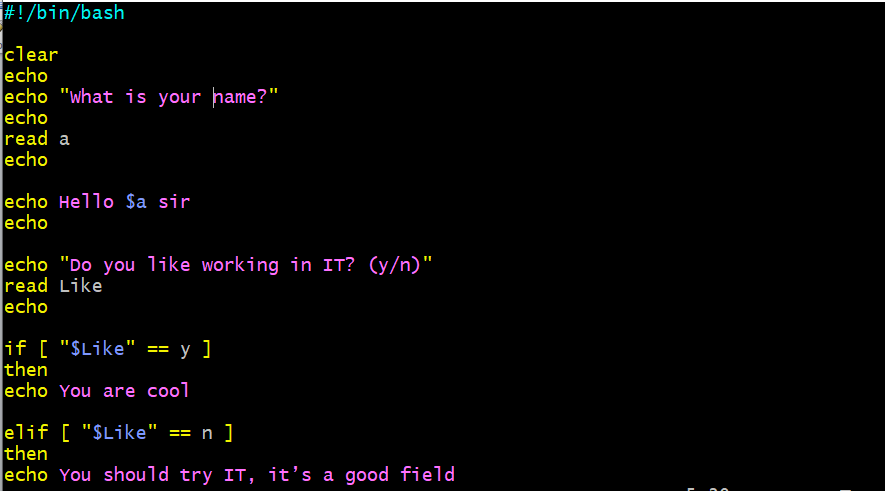 #!/bin/bash
clear
echo
echo "What is your name?"
echo
read a
echo
echo Hello $a sir
echo
echo "Do you like working in IT? (y/n)"
read Like
echo
if [ "$Like" == y ]
then
echo You are cool
elif [ "$Like" == n ]
then
echo You should try IT, it’s a good field